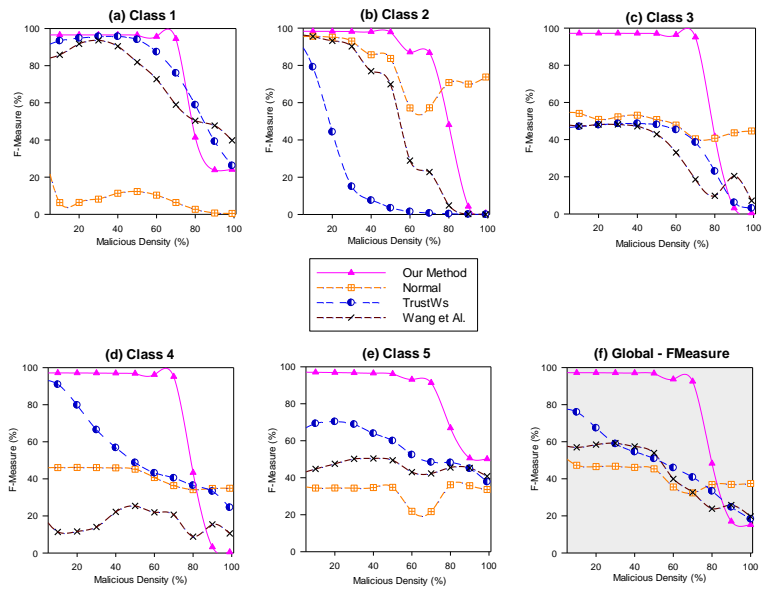 (a) Class 1
100
80
60
40
20
0
F-Measure (%)
20 40 60 80 100
Malicious Density (%)
(b) Class 2
100
80
60
40
20
0
F-Measure (%)
20 40 60 80 100
Malicious Density (%)
(c) Class 3
100
80
60
40
20
0
F-Measure (%)
20 40 60 80 100
Malicious Density (%)
Our Method
Normal
TrustWs
Wang et Al.
(d) Class 4
100
80
60
40
20
0
F-Measure (%)
20 40 60 80 100
Malicious Density (%)
(e) Class 5
100
80
60
40
20
0
F-Measure (%)
20 40 60 80 100
Malicious Density (%)
(f) Global - FMeasure
100
80
60
40
20
0
F-Measure (%)
20 40 60 80 100
Malicious Density (%)